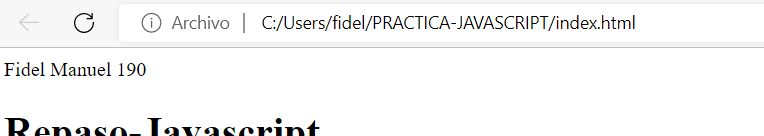 Archivo | C:/Users/fidel/PRACTICA-JAVASCRIPT/index.html
Fidel Manuel 190
Repaso-Javascript